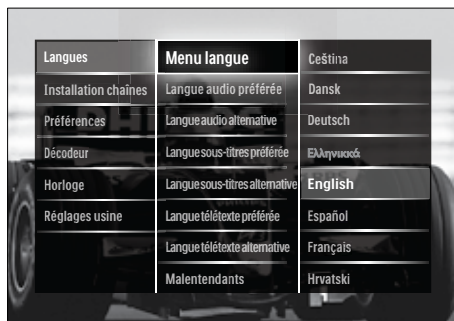 Langues
Installation chaînes
Préférences
Décodeur
Horloge
Réglages usine
Menu langue
Langue audio préférée
Langue audio alternative
Langue sous-titres préférée
Langue sous-titres alternative
Langue télétexte préférée
Langue télétexte alternative
Malentendants
Ceština
Dansk
Deutsch
Ελληνικά
English
Español
Français
Hrvatski